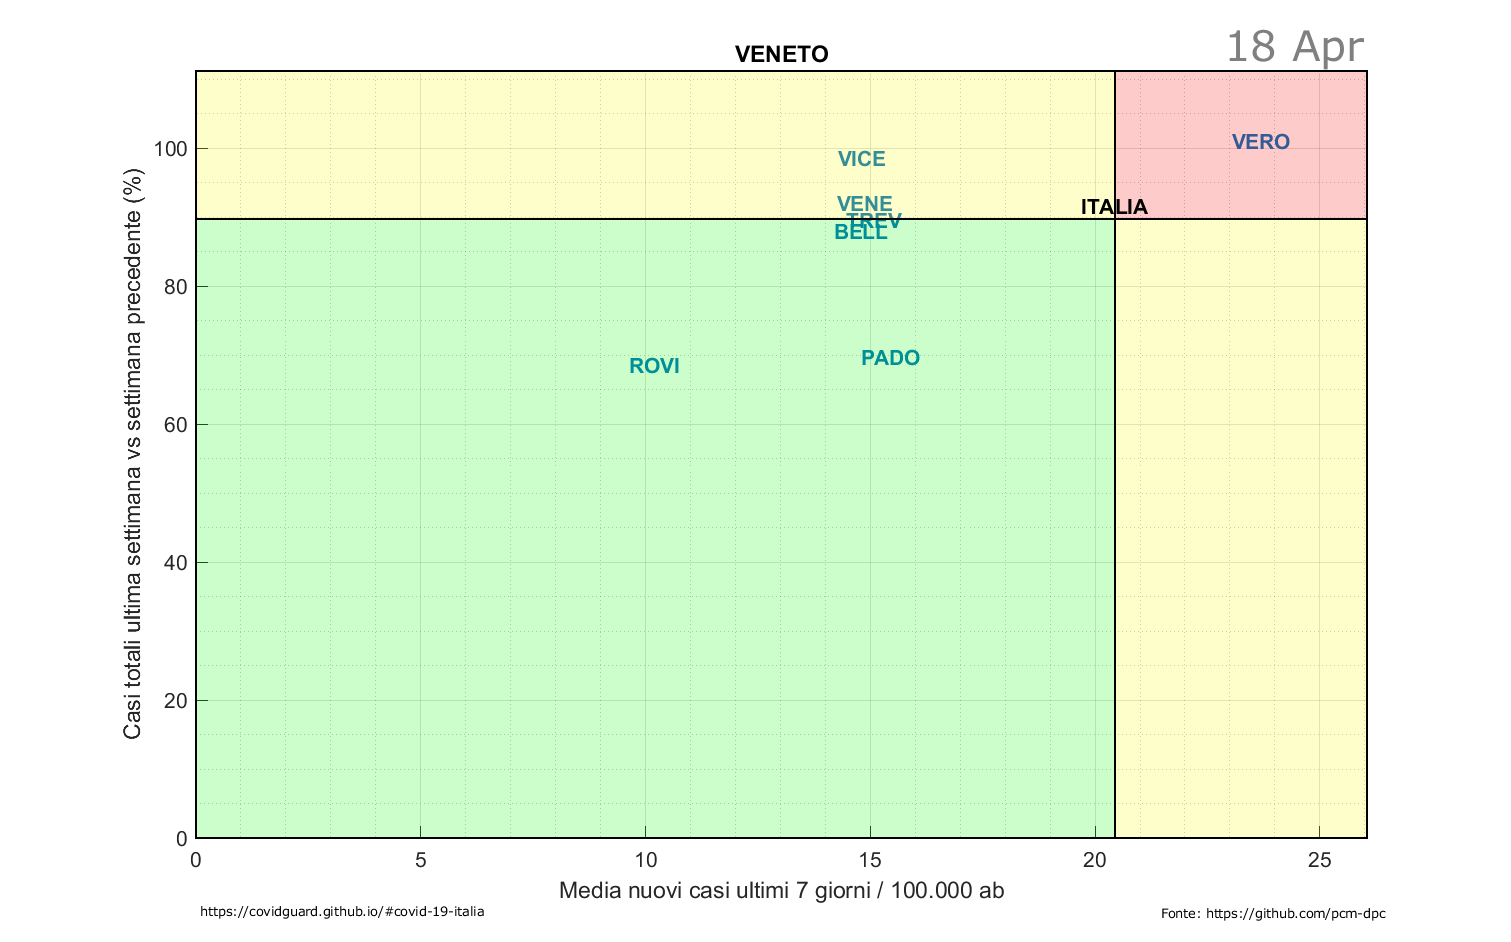 VENETO
18 Apr
Casi totali ultima settimana vs settimana precedente (%)
100
80
60
40
20
0
VERO
VICE
VENE
ITALIA
TREV
BELL
PADO
ROVI
0 5 10 15 20 25
Media nuovi casi ultimi 7 giorni / 100.000 ab
https://covidguard.github.io/#covid-19-italia
Fonte: https://github.com/pcm-dpc